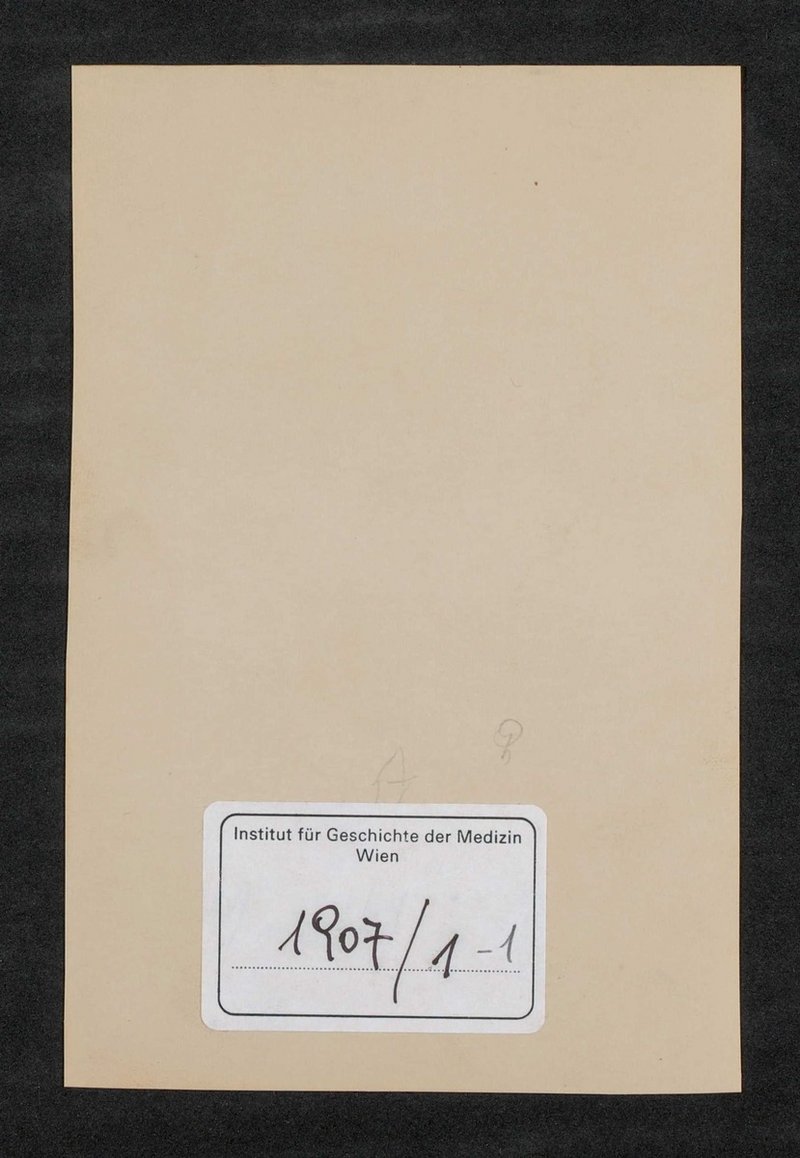 Institut für Geschichte der Medizin
Wien
1907/1-1